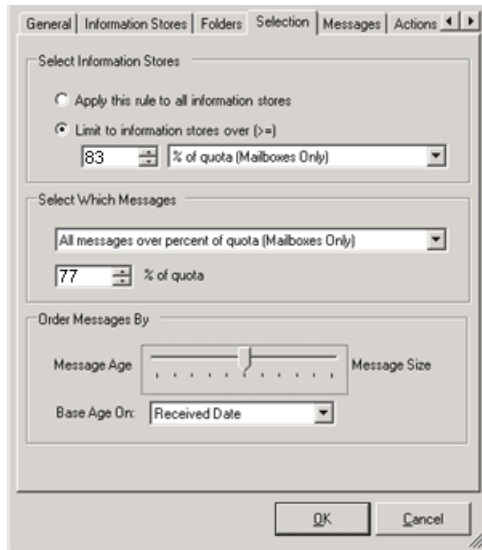 General Information Stores Folders Selection Messages Actions
Select Information Stores
Apply this rule to all information stores
Limit to information stores over (>=)
83 % of quota (Mailboxes Only)
Select Which Messages
All messages over percent of quota (Mailboxes Only)
77 % of quota
Order Messages By
Message Age Message Size
Base Age On: Received Date
OK Cancel